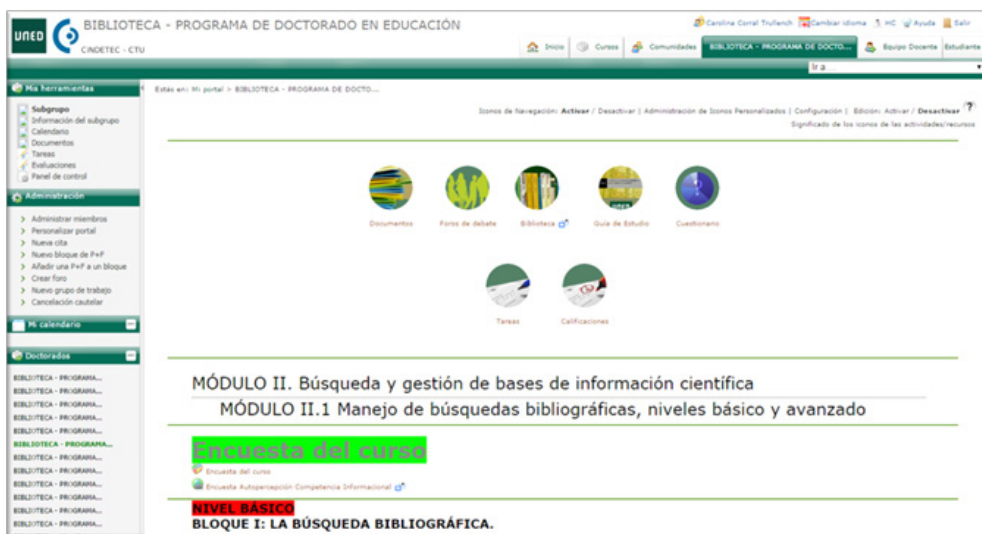 UNED
BIBLIOTECA - PROGRAMA DE DOCTORADO EN EDUCACIÓN
CINDETEC - CTU
Carolina Corral Trullench Cambiar idioma HC Ayuda Salir
Inicio Cursos Comunidades BIBLIOTECA - PROGRAMA DE DOCTO... Equipo Docente Estudiante
Ir a
Mis herramientas
Estás en: Mi portal > BIBLIOTECA - PROGRAMA DE DOCTO...
Iconos de Navegación: Activar / Desactivar | Administración de Iconos Personalizados | Configuración | Edición: Activar / Desactivar ?
Significado de los iconos de las actividades/recursos
Subgrupo
Información del subgrupo
Calendario
Documentos
Tareas
Evaluaciones
Panel de control
Administración
Administrar miembros
Personalizar portal
Nueva cita
Nuevo bloque de P+F
Añadir una P+F a un bloque
Crear foro
Nuevo grupo de trabajo
Cancelación cautelar
Mi calendario
Doctorados
BIBLIOTECA - PROGRAMA...
BIBLIOTECA - PROGRAMA...
BIBLIOTECA - PROGRAMA...
BIBLIOTECA - PROGRAMA...
BIBLIOTECA - PROGRAMA...
BIBLIOTECA - PROGRAMA...
BIBLIOTECA - PROGRAMA...
BIBLIOTECA - PROGRAMA...
BIBLIOTECA - PROGRAMA...
BIBLIOTECA - PROGRAMA...
BIBLIOTECA - PROGRAMA...
BIBLIOTECA - PROGRAMA...
Documentos Foros de debate Biblioteca Guía de Estudio Cuestionario
Tareas Calificaciones
MÓDULO II. Búsqueda y gestión de bases de información científica
MÓDULO II.1 Manejo de búsquedas bibliográficas, niveles básico y avanzado
Encuesta del curso
Encuesta del curso
Encuesta Autopercepción Competencia Informacional
NIVEL BÁSICO
BLOQUE I: LA BÚSQUEDA BIBLIOGRÁFICA.